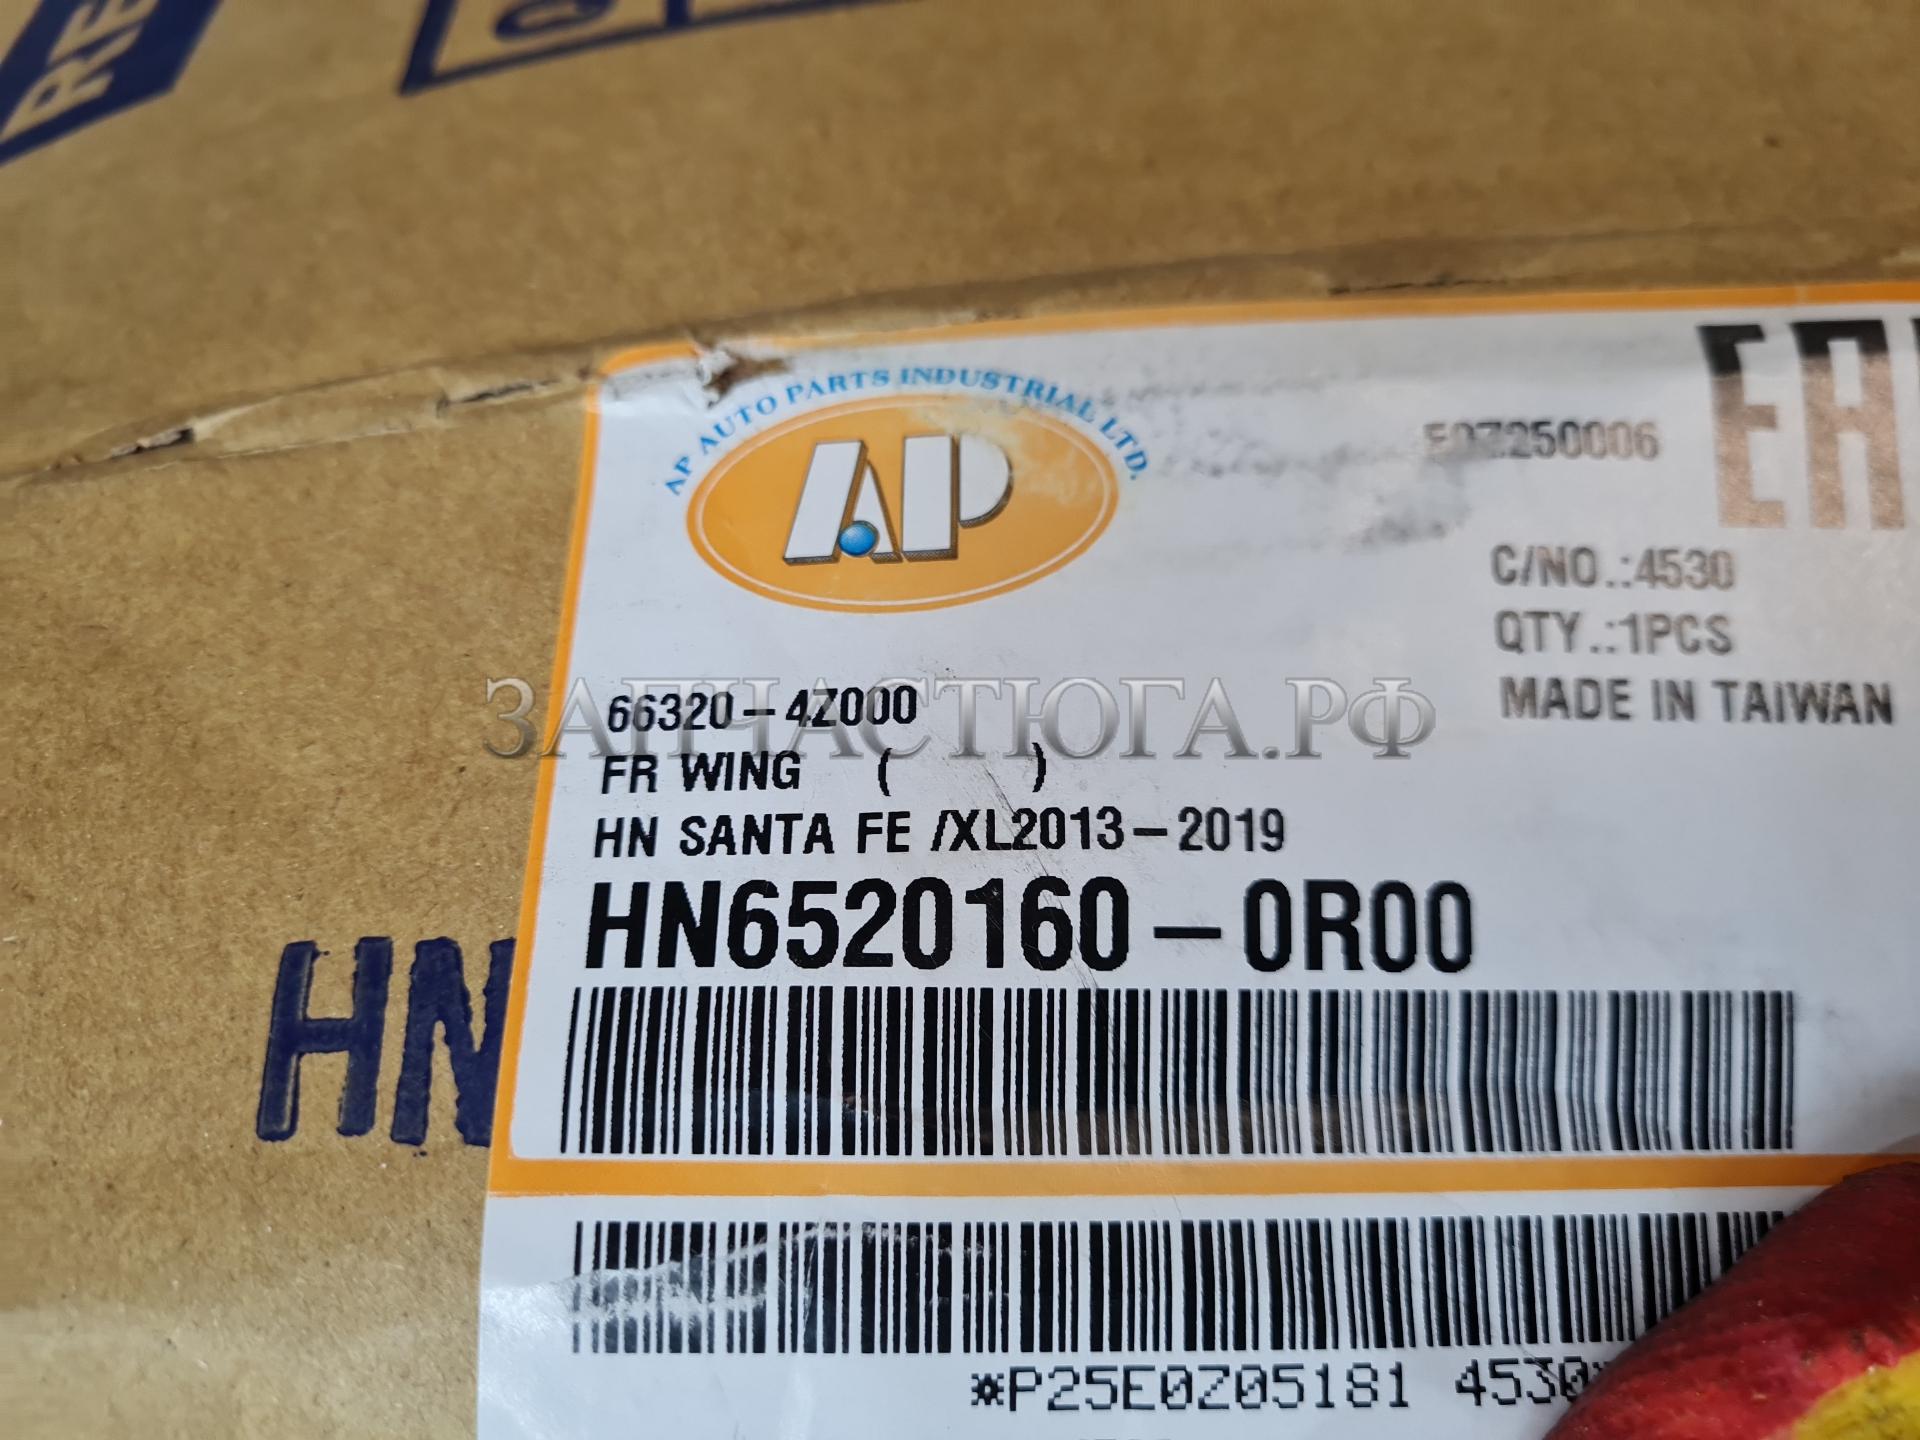 RE
AP AUTO PARTS INDUSTRIAL LTD.
AP
EAC
C/NO.:4530
QTY.:1PCS
MADE IN TAIWAN
66320-4Z000
ЗАПЧАСТЮГА.РФ
FR WING ( )
HN SANTA FE /XL2013-2019
HN6520160-0R00
HN
*P25E0Z05181 4530